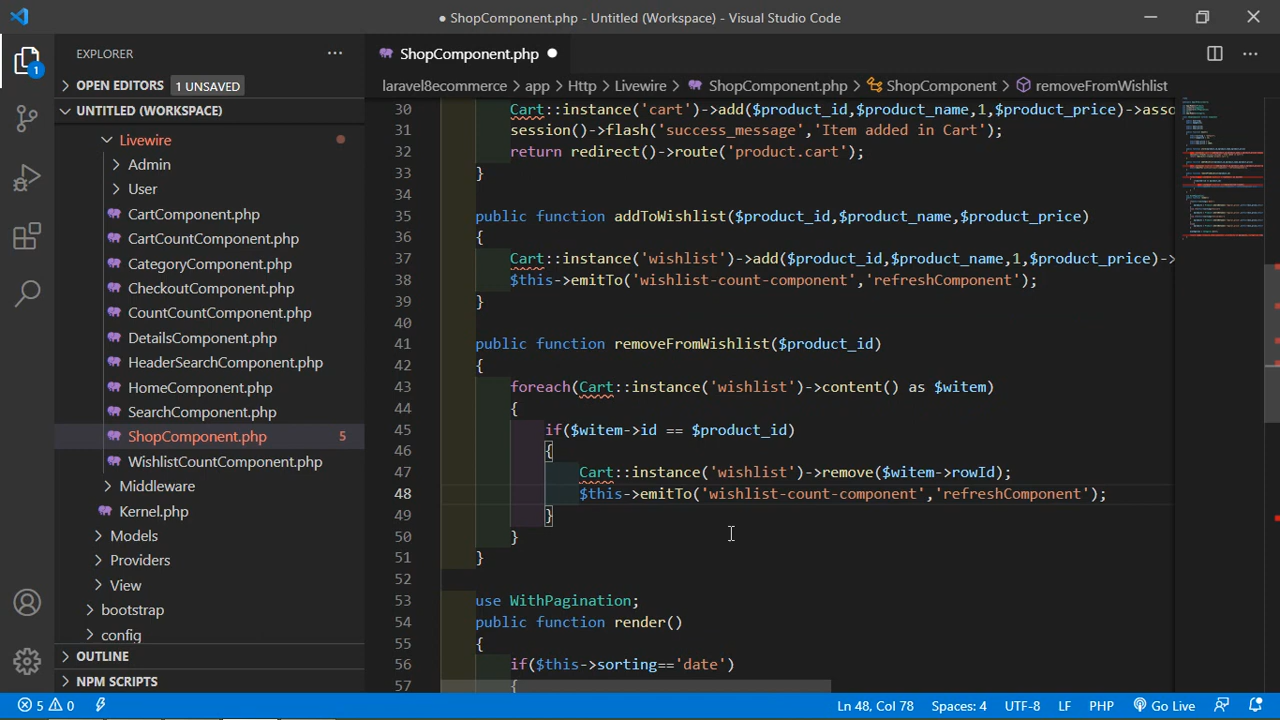 ● ShopComponent.php - Untitled (Workspace) - Visual Studio Code
EXPLORER
ShopComponent.php
OPEN EDITORS 1 UNSAVED
laravel8ecommerce > app > Http > Livewire > ShopComponent.php > ShopComponent > removeFromWishlist
UNTITLED (WORKSPACE)
1
Livewire
Admin
User
CartComponent.php
CartCountComponent.php
CategoryComponent.php
CheckoutComponent.php
CountCountComponent.php
DetailsComponent.php
HeaderSearchComponent.php
HomeComponent.php
SearchComponent.php
ShopComponent.php 5
WishlistCountComponent.php
Middleware
Kernel.php
Models
Providers
View
bootstrap
config
OUTLINE
NPM SCRIPTS
30 Cart::instance('cart')->add($product_id,$product_name,1,$product_price)->asso
31 session()->flash('success_message','Item added in Cart');
32 return redirect()->route('product.cart');
33 }
34
35 public function addToWishlist($product_id,$product_name,$product_price)
36 {
37 Cart::instance('wishlist')->add($product_id,$product_name,1,$product_price)->
38 $this->emitTo('wishlist-count-component','refreshComponent');
39 }
40
41 public function removeFromWishlist($product_id)
42 {
43 foreach(Cart::instance('wishlist')->content() as $witem)
44 {
45 if($witem->id == $product_id)
46 {
47 Cart::instance('wishlist')->remove($witem->rowId);
48 $this->emitTo('wishlist-count-component','refreshComponent');
49 }
50 }
51 }
52
53 use WithPagination;
54 public function render()
55 {
56 if($this->sorting=='date')
57 {
5 0 Ln 48, Col 78 Spaces: 4 UTF-8 LF PHP Go Live